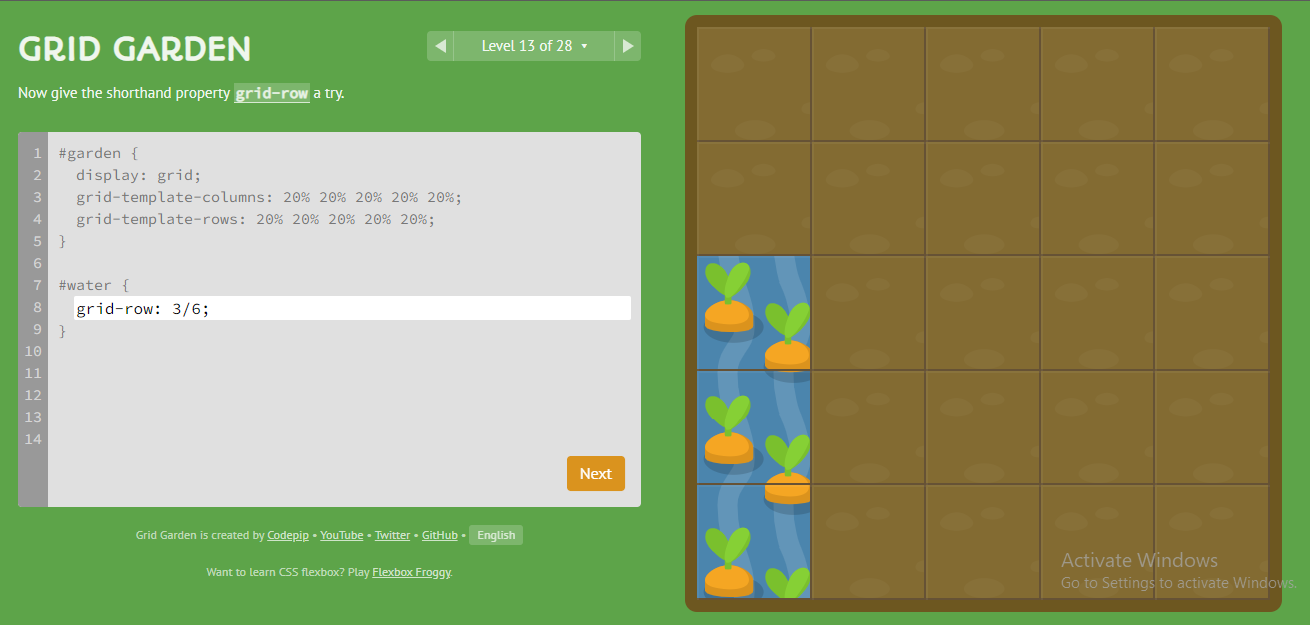 GRID GARDEN
Level 13 of 28
Now give the shorthand property grid-row a try.
1 #garden {
2 display: grid;
3 grid-template-columns: 20% 20% 20% 20% 20%;
4 grid-template-rows: 20% 20% 20% 20% 20%;
5 }
6
7 #water {
8 grid-row: 3/6;
9 }
10
11
12
13
14
Next
Grid Garden is created by Codepip • YouTube • Twitter • GitHub • English
Want to learn CSS flexbox? Play Flexbox Froggy.
Activate Windows
Go to Settings to activate Windows.